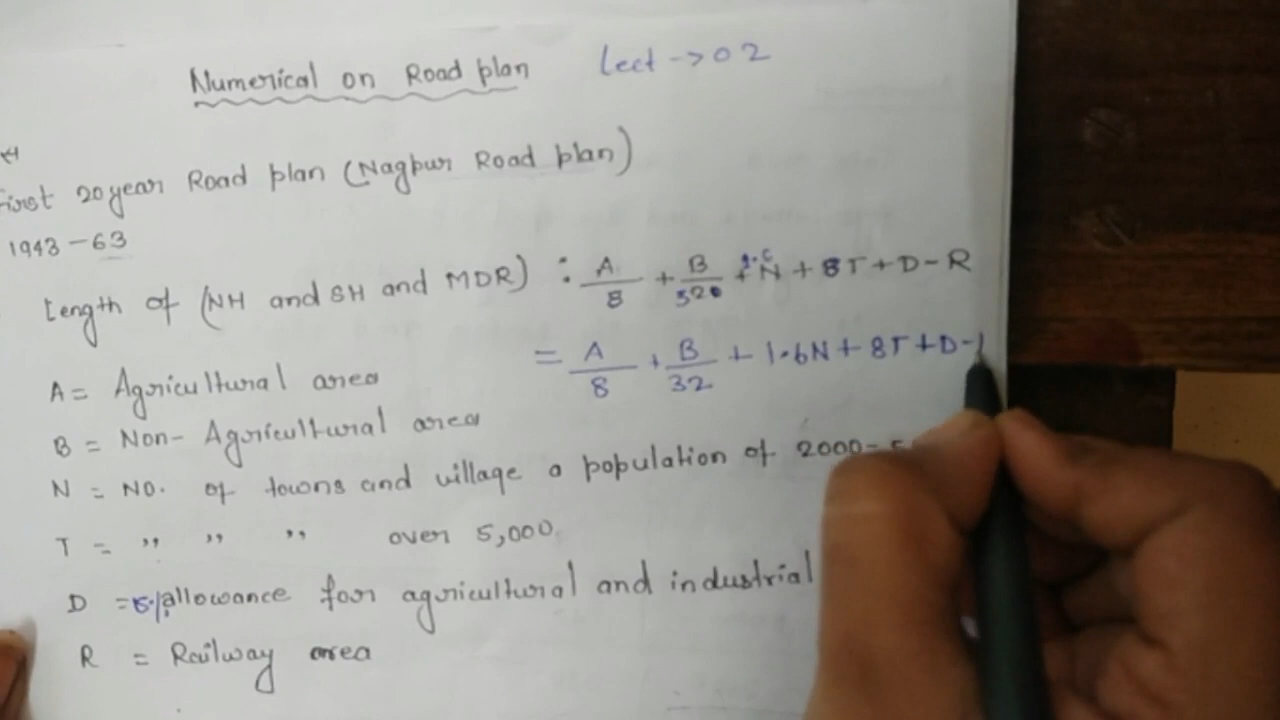 Numerical on Road plan Lect -> 02
First 20 year Road plan (Nagpur Road plan)
1943-63
Length of (NH and SH and MDR) : A/8 + B/320 + N + 8T + D - R
= A/8 + B/32 + 1.6N + 8T + D -
A = Agricultural area
B = Non-Agricultural area
N = NO. of towns and village a population of 2000-
T = ,, ,, ,, over 5,000
D = allowance for agricultural and industrial
R = Railway area